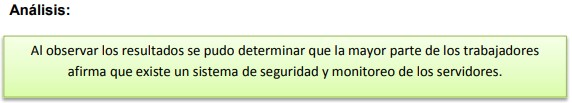 Análisis:
Al observar los resultados se pudo determinar que la mayor parte de los trabajadores
afirma que existe un sistema de seguridad y monitoreo de los servidores.